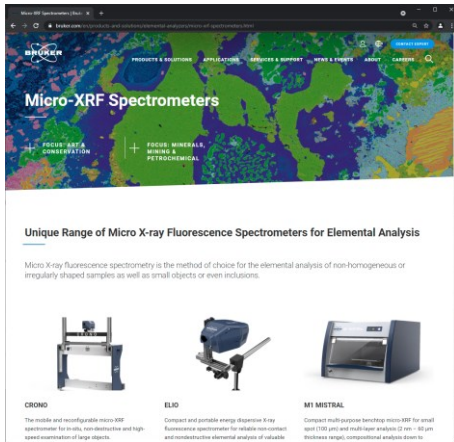 Micro-XRF Spectrometers | Bruk
bruker.com/en/products-and-solutions/elemental-analyzers/micro-xrf-spectrometers.html
BRUKER
CONTACT EXPERT
PRODUCTS & SOLUTIONS APPLICATIONS SERVICES & SUPPORT NEWS & EVENTS ABOUT CAREERS
Micro-XRF Spectrometers
FOCUS: ART &
CONSERVATION
FOCUS: MINERALS,
MINING &
PETROCHEMICAL
Unique Range of Micro X-ray Fluorescence Spectrometers for Elemental Analysis
Micro X-ray fluorescence spectrometry is the method of choice for the elemental analysis of non-homogeneous or
irregularly shaped samples as well as small objects or even inclusions.
CRONO
The mobile and reconfigurable micro-XRF
spectrometer for in-situ, non-destructive and high-
speed examination of large objects.
ELIO
Compact and portable energy dispersive X-ray
fluorescence spectrometer for reliable non-contact
and nondestructive elemental analysis of valuable
M1 MISTRAL
Compact multi-purpose benchtop micro-XRF for small
spot (100 μm) and multi-layer analysis (2 nm – 60 μm
thickness range), compositional analysis down to